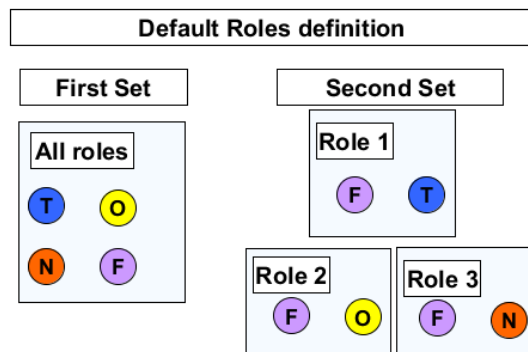 Default Roles definition
First Set
Second Set
All roles
T O
N F
Role 1
F T
Role 2
F O
Role 3
F N